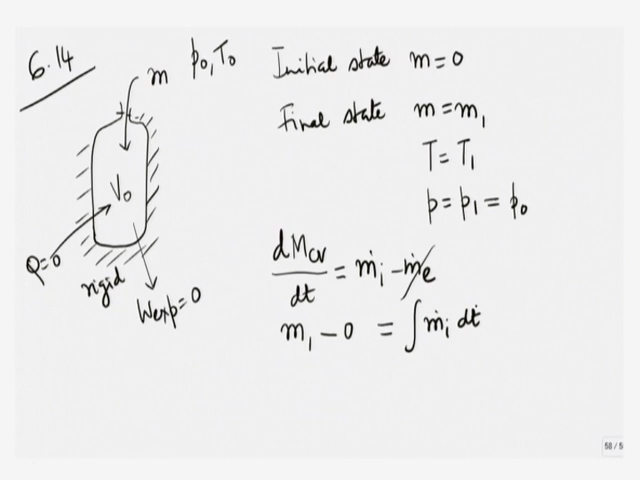 6.14
m p₀, T₀
Initial state m = 0
Final state m = m₁
T = T₁
p = p₁ = p₀
V₀
Q=0
rigid
Wexp=0
dMcv/dt = ṁᵢ - ṁe
m₁ - 0 = ∫ ṁᵢ dt
58 / 5